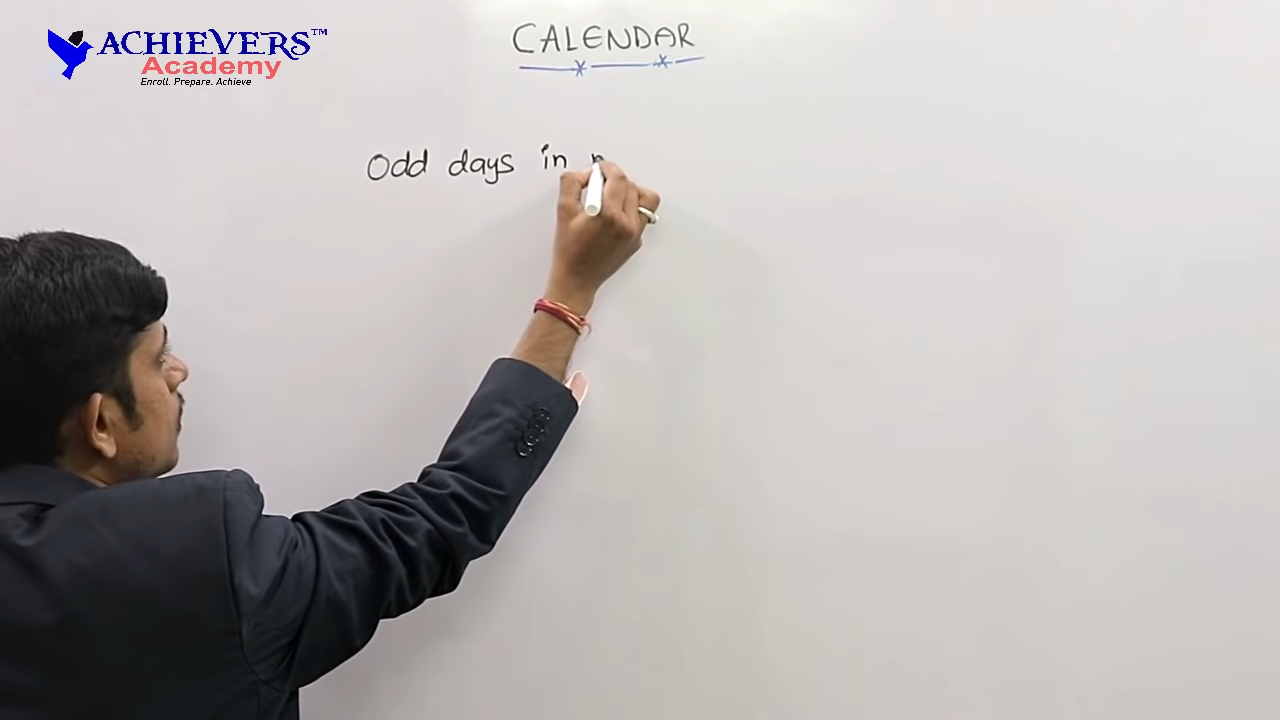 ACHIEVERS™
Academy
Enroll. Prepare. Achieve
CALENDAR
Odd days in